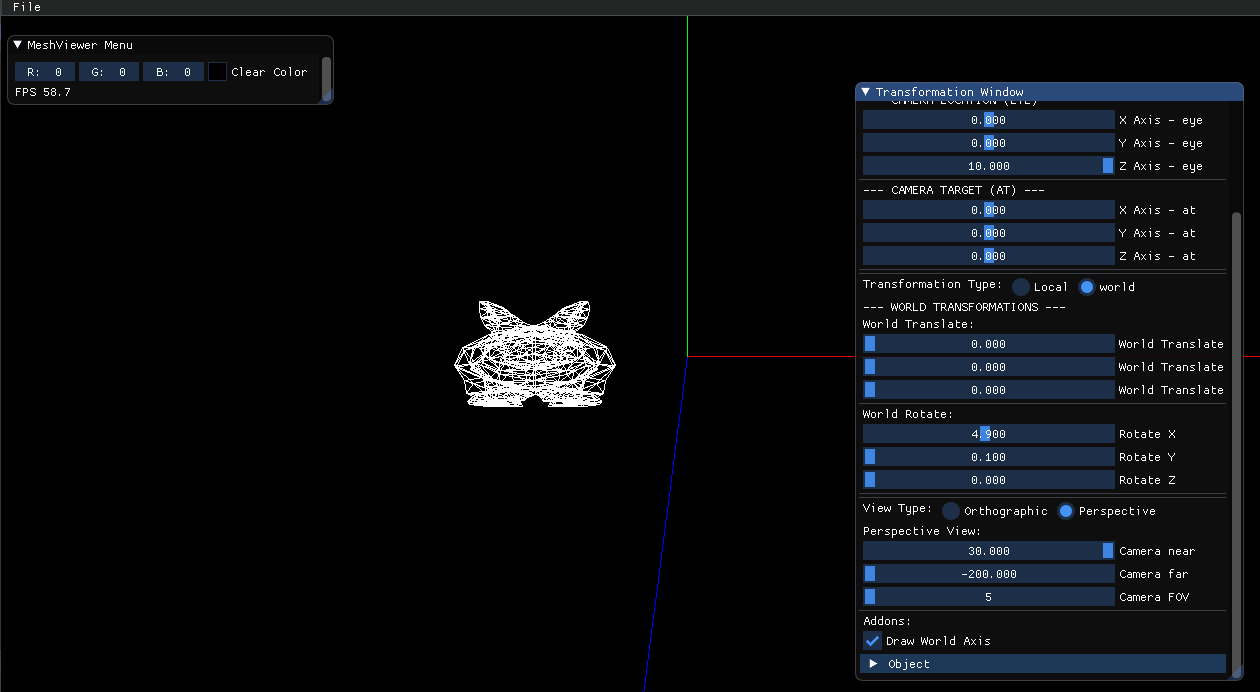 File
MeshViewer Menu
R: 0 G: 0 B: 0 Clear Color
FPS 58.7
Transformation Window
CAMERA LOCATION (EYE)
0.000 X Axis - eye
0.000 Y Axis - eye
10.000 Z Axis - eye
--- CAMERA TARGET (AT) ---
0.000 X Axis - at
0.000 Y Axis - at
0.000 Z Axis - at
Transformation Type: Local world
--- WORLD TRANSFORMATIONS ---
World Translate:
0.000 World Translate
0.000 World Translate
0.000 World Translate
World Rotate:
4.900 Rotate X
0.100 Rotate Y
0.000 Rotate Z
View Type: Orthographic Perspective
Perspective View:
30.000 Camera near
-200.000 Camera far
5 Camera FOV
Addons:
Draw World Axis
Object